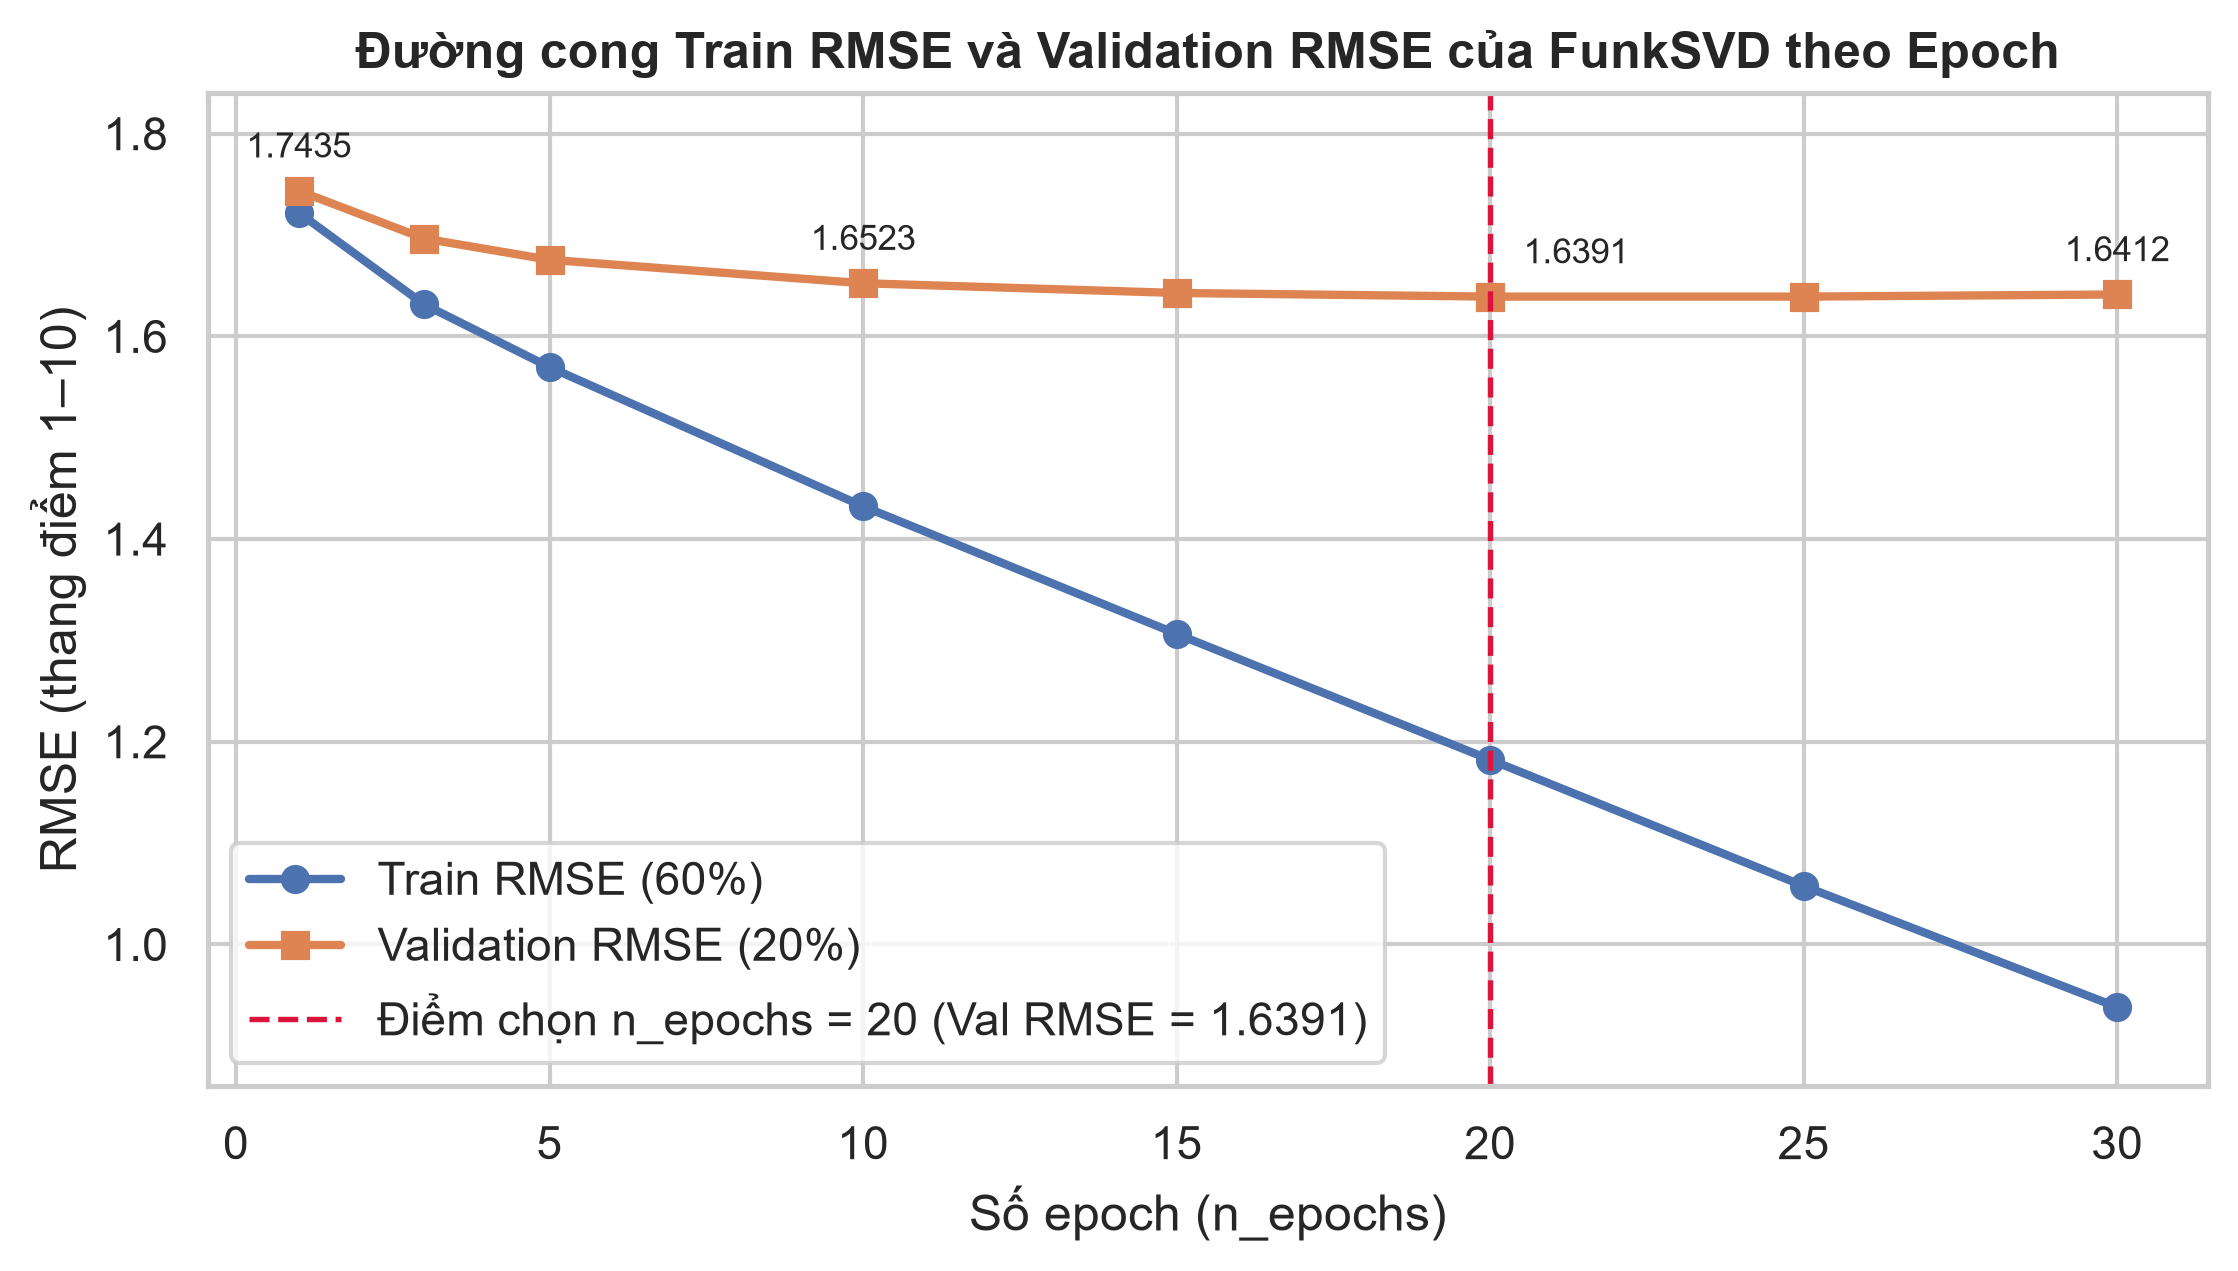 Đường cong Train RMSE và Validation RMSE của FunkSVD theo Epoch
RMSE (thang điểm 1–10)
1.8
1.6
1.4
1.2
1.0
1.7435
1.6523
1.6391
1.6412
Train RMSE (60%)
Validation RMSE (20%)
Điểm chọn n_epochs = 20 (Val RMSE = 1.6391)
0 5 10 15 20 25 30
Số epoch (n_epochs)